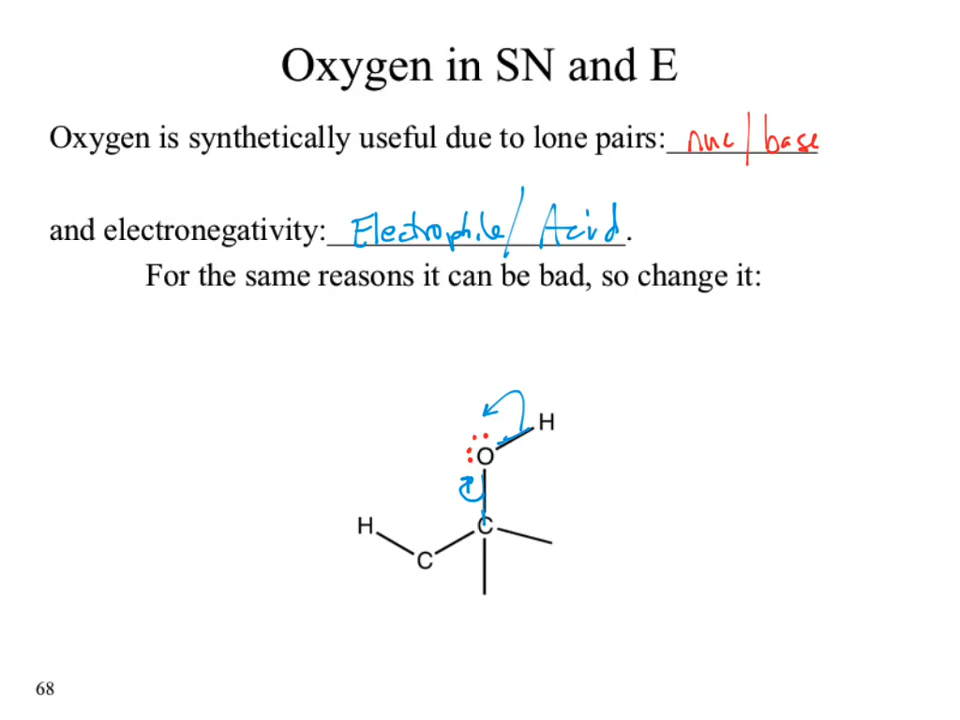 Oxygen in SN and E
Oxygen is synthetically useful due to lone pairs: nuc/base
and electronegativity: Electrophile/Acid.
For the same reasons it can be bad, so change it:
H
O
H
C
C
68